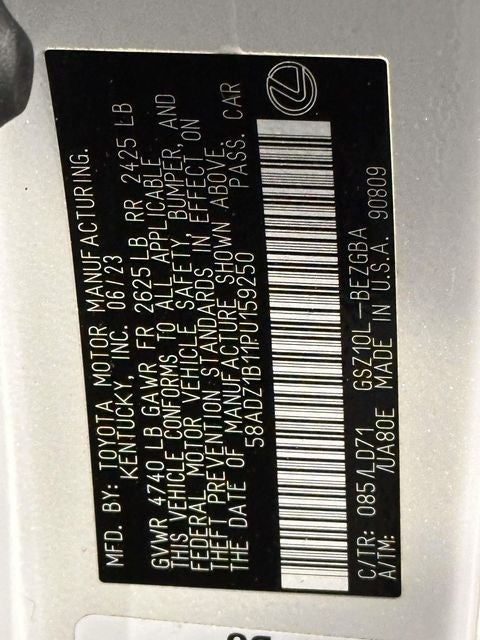 MFD. BY: TOYOTA MOTOR MANUFACTURING.
KENTUCKY, INC. 06/23
GVWR 4740 LB GAWR FR 2625 LB RR 2425 LB
THIS VEHICLE CONFORMS TO ALL APPLICABLE
FEDERAL MOTOR VEHICLE SAFETY, BUMPER, AND
THEFT PREVENTION STANDARDS IN EFFECT ON
THE DATE OF MANUFACTURE SHOWN ABOVE.
58ADZ1B11PU159250 PASS. CAR
C/TR: 085/LD71 GSZ10L-BEZGBA
A/TM: /UA80E MADE IN U.S.A. 90809